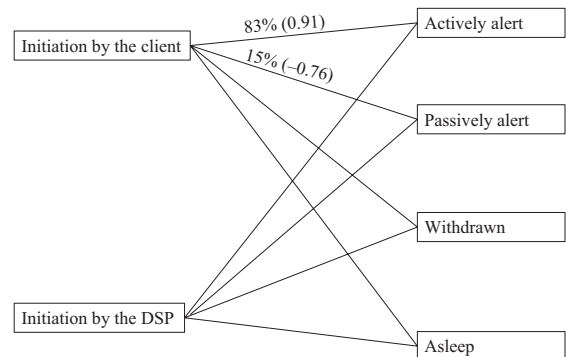 83% (0.91)
Actively alert
Initiation by the client
15% (–0.76)
Passively alert
Withdrawn
Initiation by the DSP
Asleep